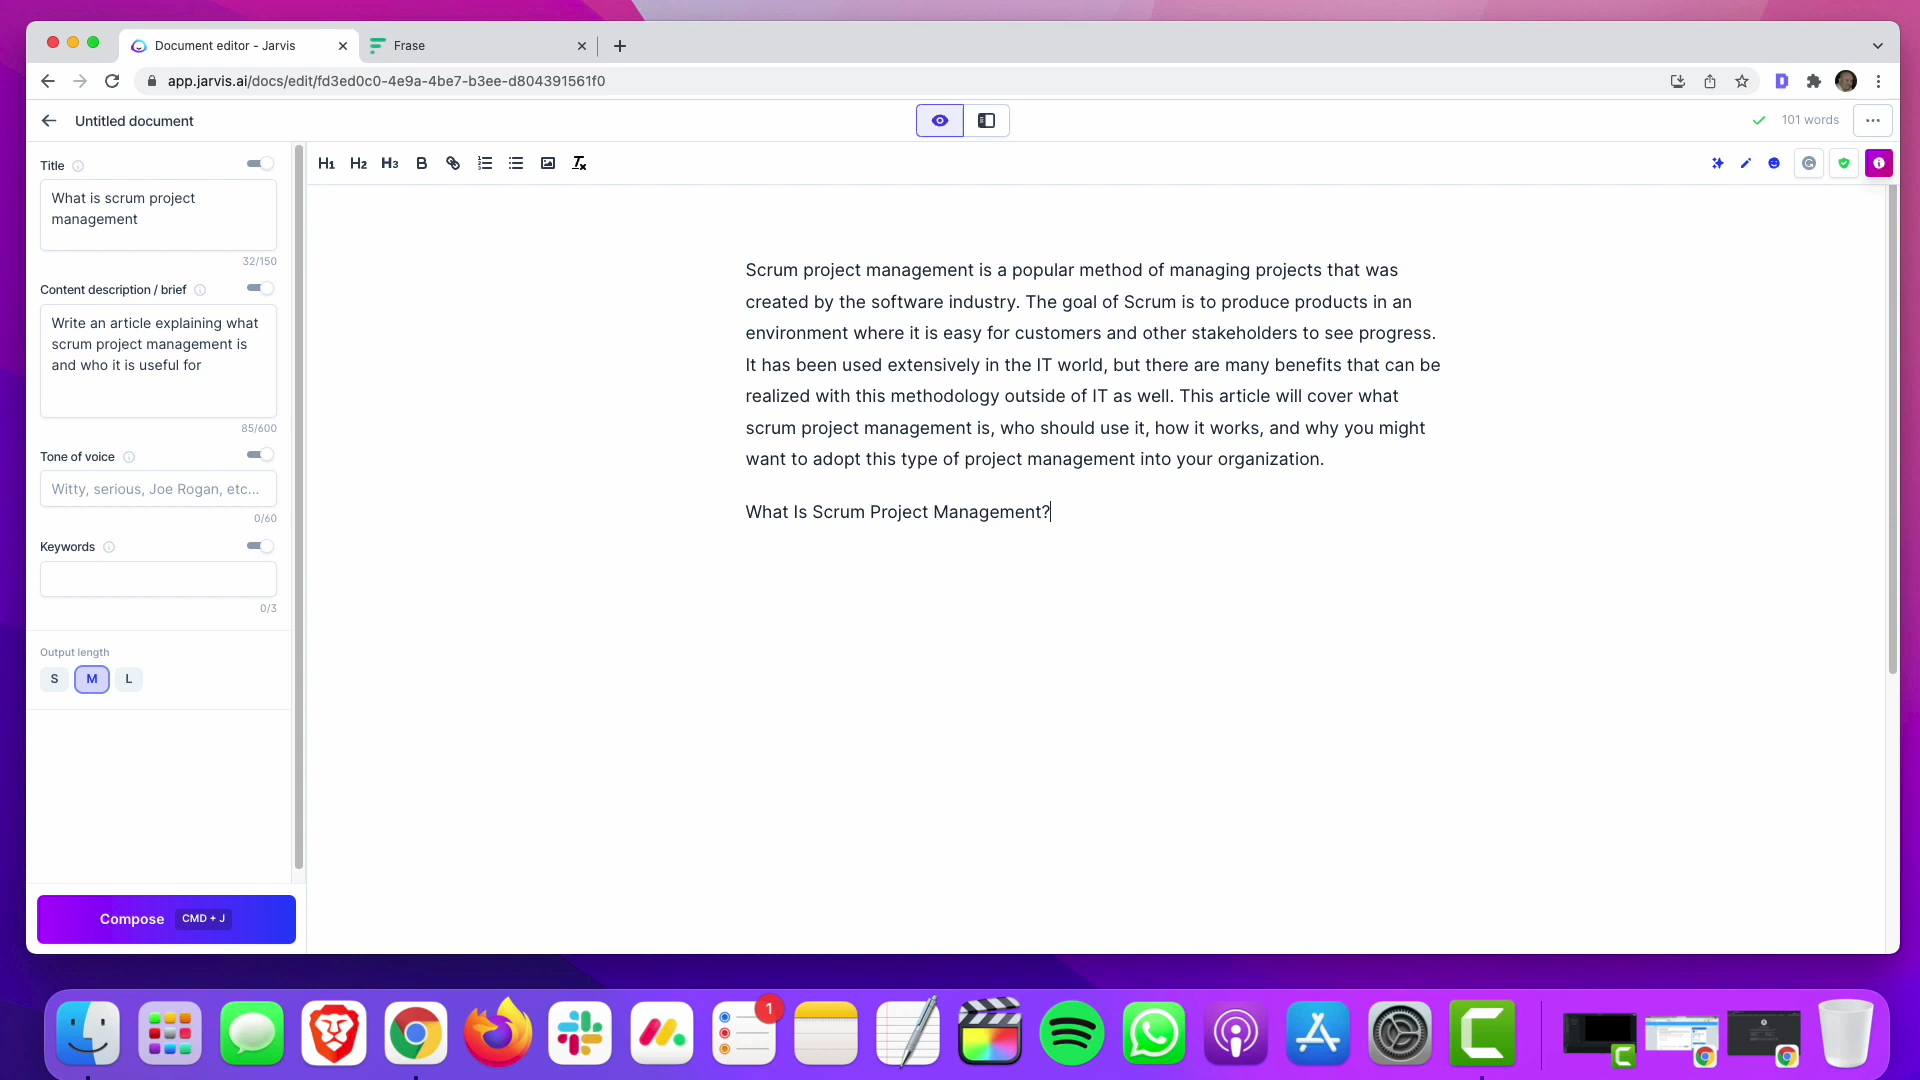 Document editor - Jarvis
Frase
app.jarvis.ai/docs/edit/fd3ed0c0-4e9a-4be7-b3ee-d804391561f0
Untitled document
101 words
Title
H1 H2 H3 B
What is scrum project
management
32/150
Content description / brief
Write an article explaining what
scrum project management is
and who it is useful for
85/600
Tone of voice
Witty, serious, Joe Rogan, etc...
0/60
Keywords
0/3
Output length
S M L
Compose CMD + J
Scrum project management is a popular method of managing projects that was
created by the software industry. The goal of Scrum is to produce products in an
environment where it is easy for customers and other stakeholders to see progress.
It has been used extensively in the IT world, but there are many benefits that can be
realized with this methodology outside of IT as well. This article will cover what
scrum project management is, who should use it, how it works, and why you might
want to adopt this type of project management into your organization.
What Is Scrum Project Management?
1